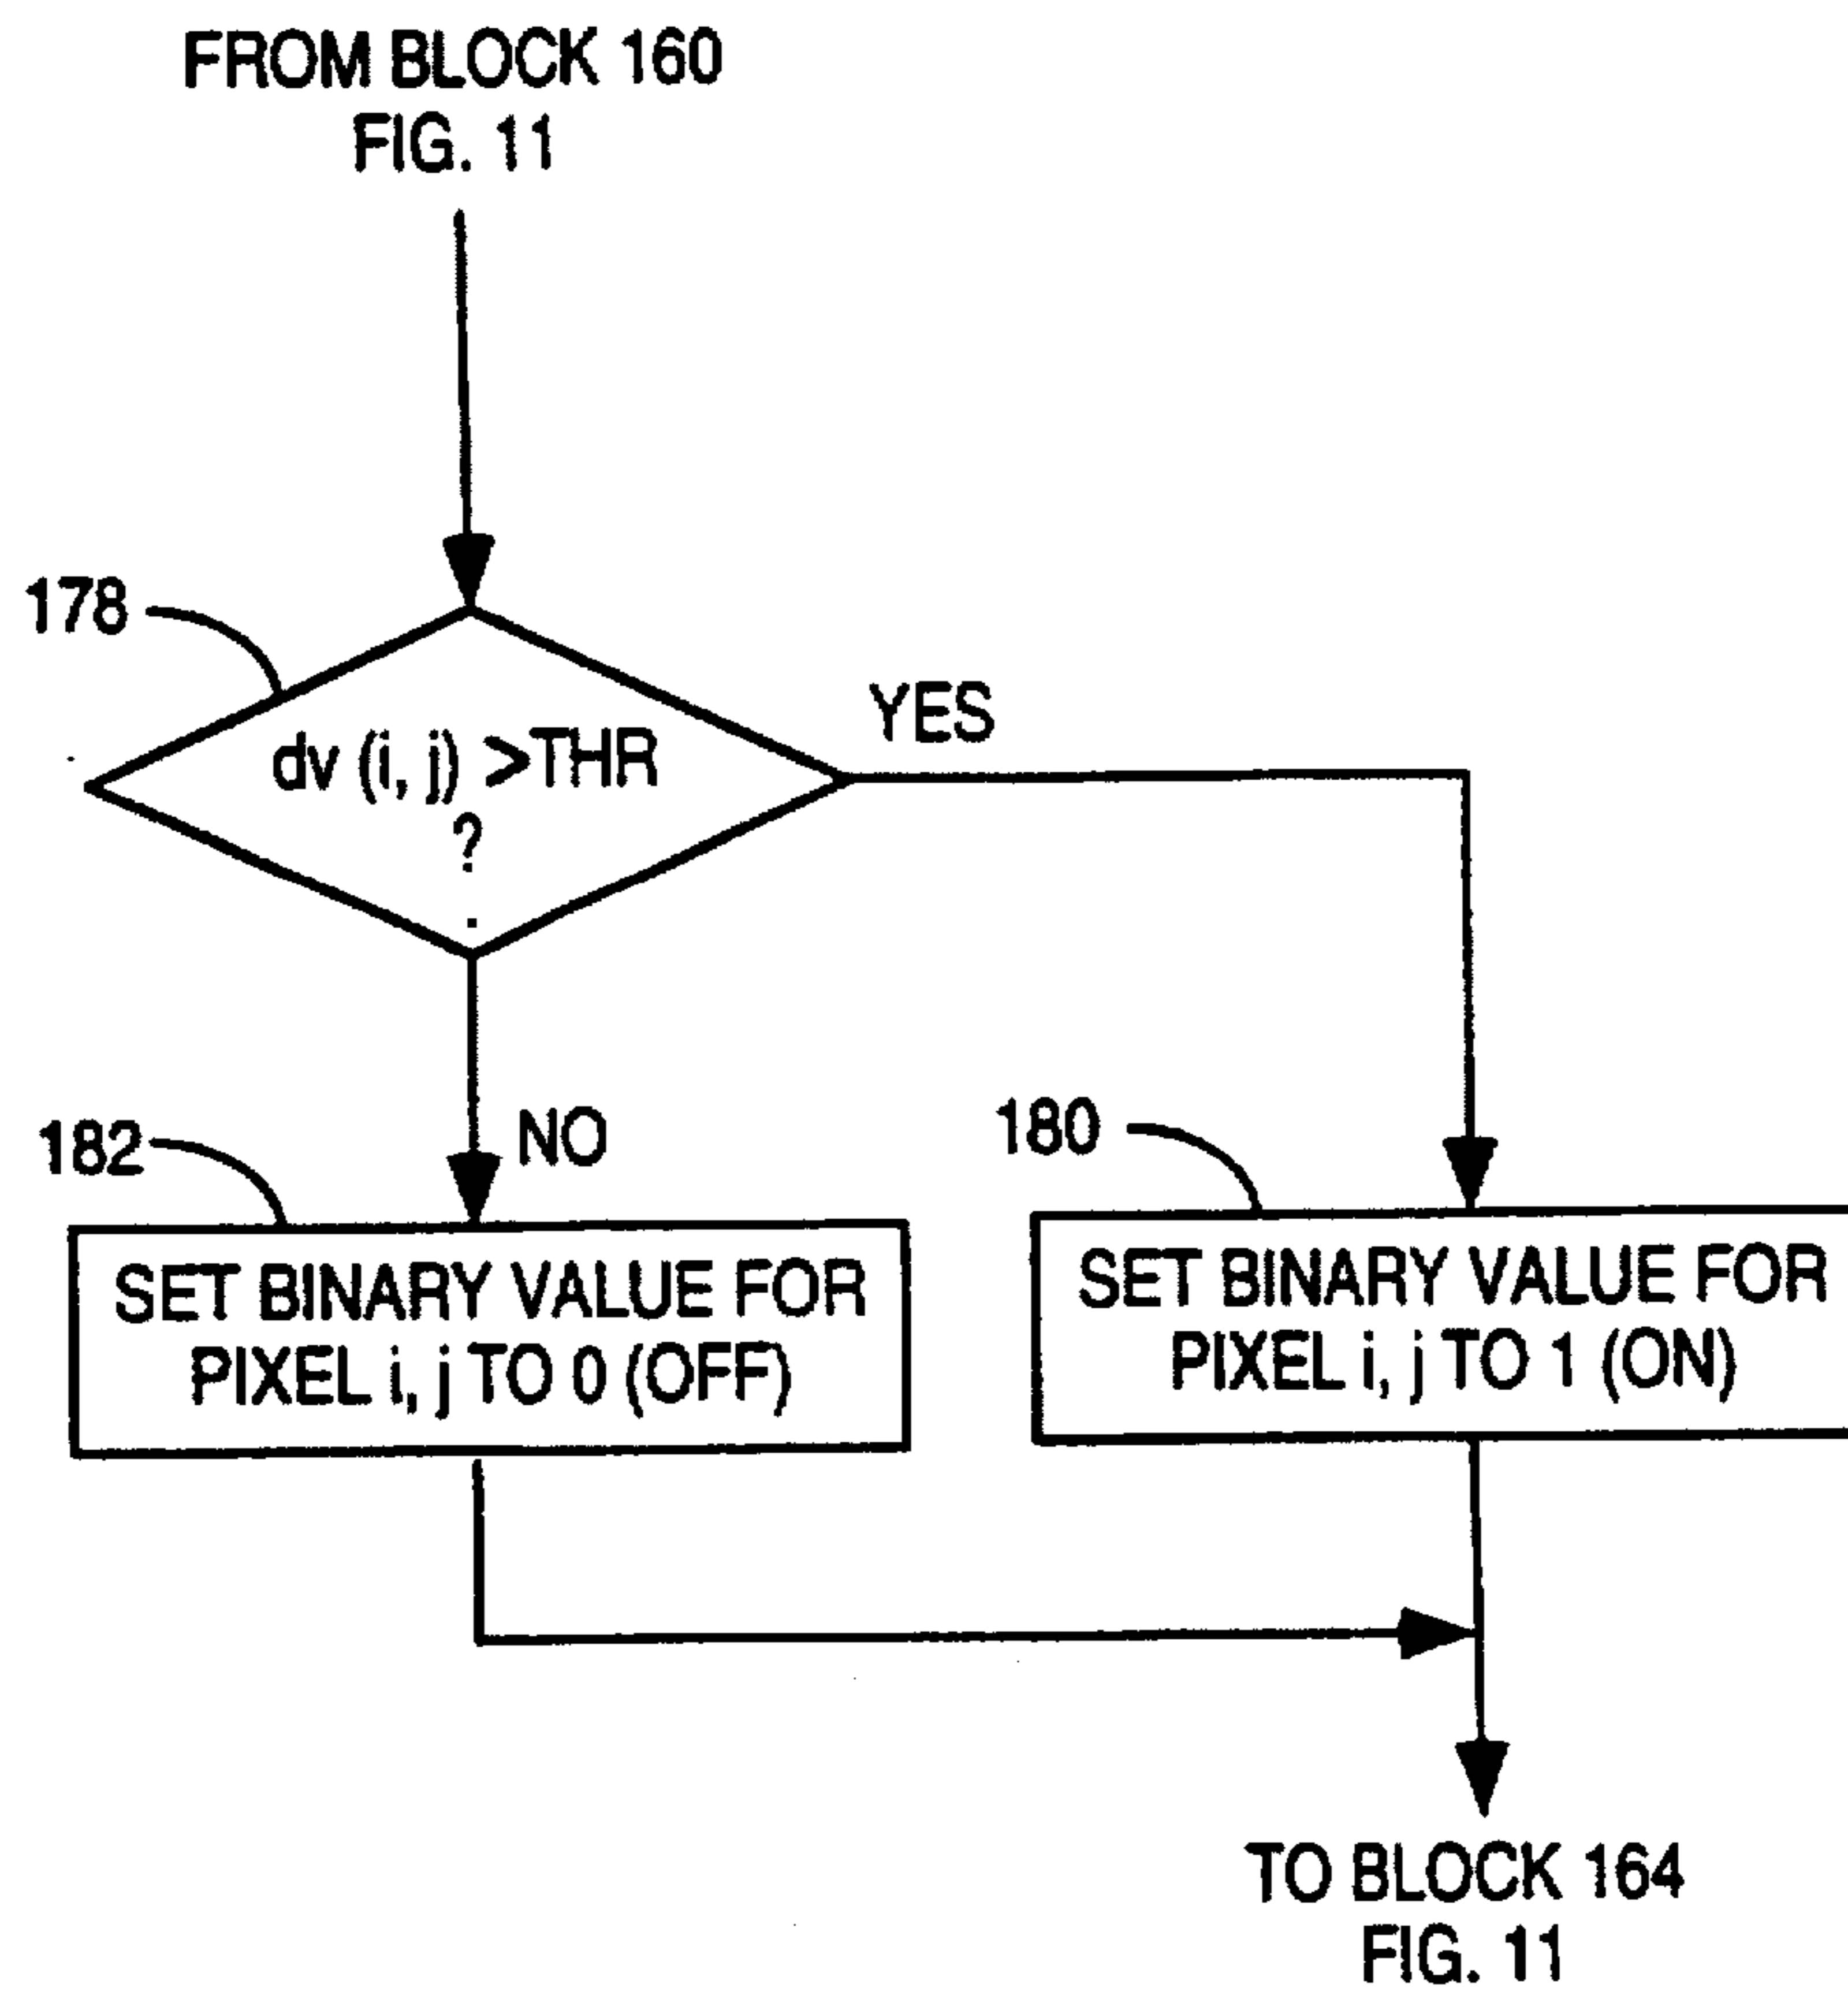 FROM BLOCK 160
FIG. 11
178
dv (i, j) >THR
?
YES
NO
182
180
SET BINARY VALUE FOR
PIXEL i, j TO 0 (OFF)
SET BINARY VALUE FOR
PIXEL i, j TO 1 (ON)
TO BLOCK 164
FIG. 11